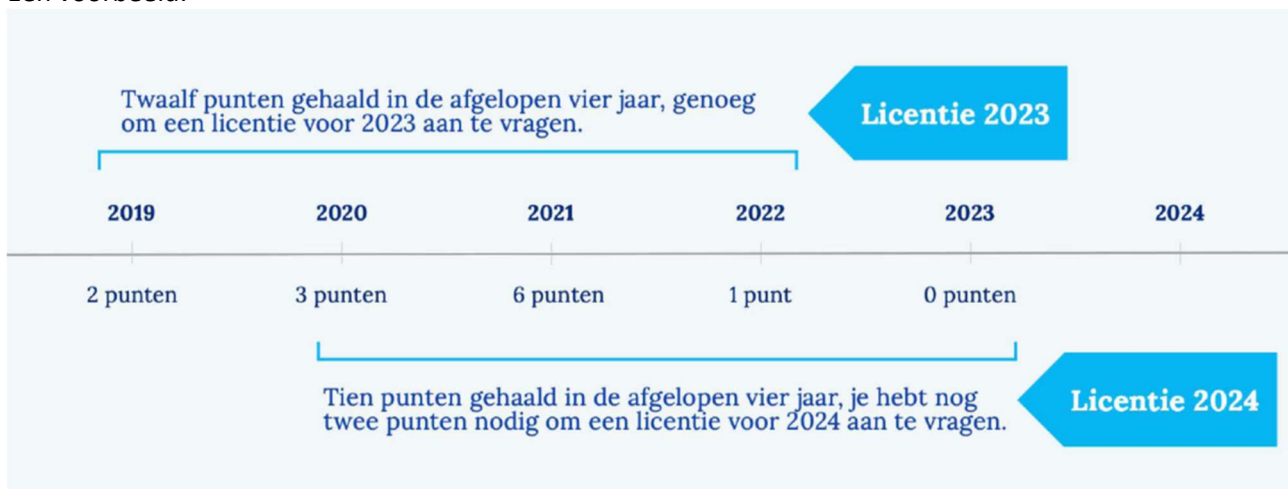 Een voorbeeld:
Twaalf punten gehaald in de afgelopen vier jaar, genoeg
om een licentie voor 2023 aan te vragen.
Licentie 2023
2019 2020 2021 2022 2023 2024
2 punten 3 punten 6 punten 1 punt 0 punten
Tien punten gehaald in de afgelopen vier jaar, je hebt nog
twee punten nodig om een licentie voor 2024 aan te vragen.
Licentie 2024